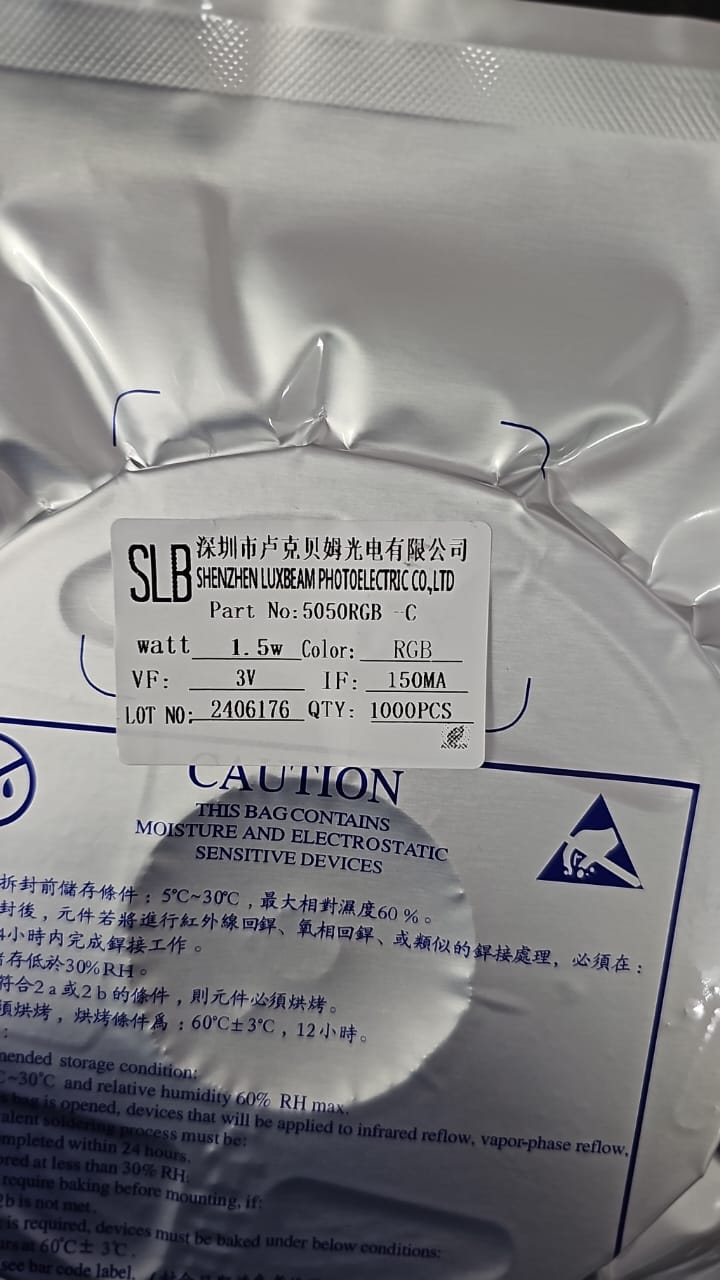 SLB
深圳市卢克贝姆光电有限公司
SHENZHEN LUXBEAM PHOTOELECTRIC CO.,LTD
Part No:5050RGB -C
watt 1.5w Color: RGB
VF: 3V IF: 150MA
LOT NO: 2406176 QTY: 1000PCS
CAUTION
THIS BAG CONTAINS
MOISTURE AND ELECTROSTATIC
SENSITIVE DEVICES
拆封前儲存條件：5℃~30℃，最大相對濕度60％。
封後，元件若將進行紅外線回銲、氧相回銲、或類似的銲接處理，必須在：
4小時內完成銲接工作。
存低於30%RH。
符合2a或2b的條件，則元件必須烘烤。
須烘烤，烘烤條件爲：60℃±3℃，12小時。
:
mended storage condition:
C~30℃ and relative humidity 60% RH max.
bag is opened, devices that will be applied to infrared reflow, vapor-phase reflow,
alent soldering process must be:
mpleted within 24 hours.
ored at less than 30% RH.
require baking before mounting, if:
2b is not met.
is required, devices must be baked under below conditions:
urs at 60℃± 3℃.
see bar code label.